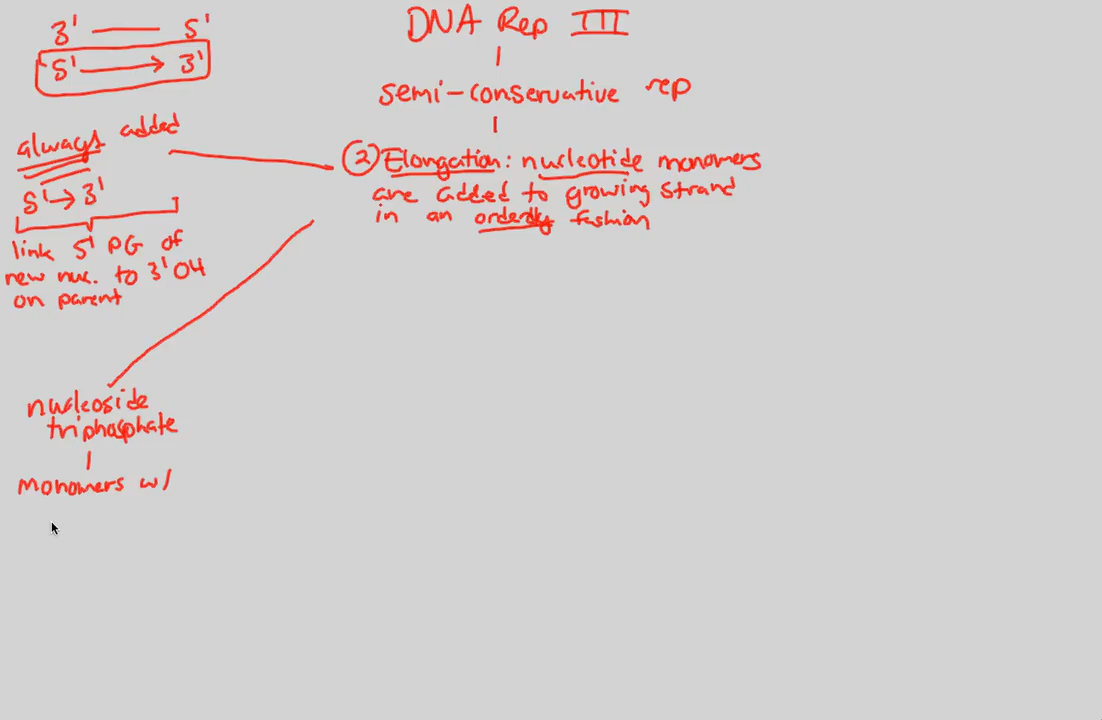 DNA Rep III
semi-conservative rep
② Elongation: nucleotide monomers
are added to growing strand
in an orderly fashion
3' 5'
5' → 3'
always added
5' → 3'
link 5' PG of
new nuc. to 3' OH
on parent
nucleoside
triphosphate
monomers w/